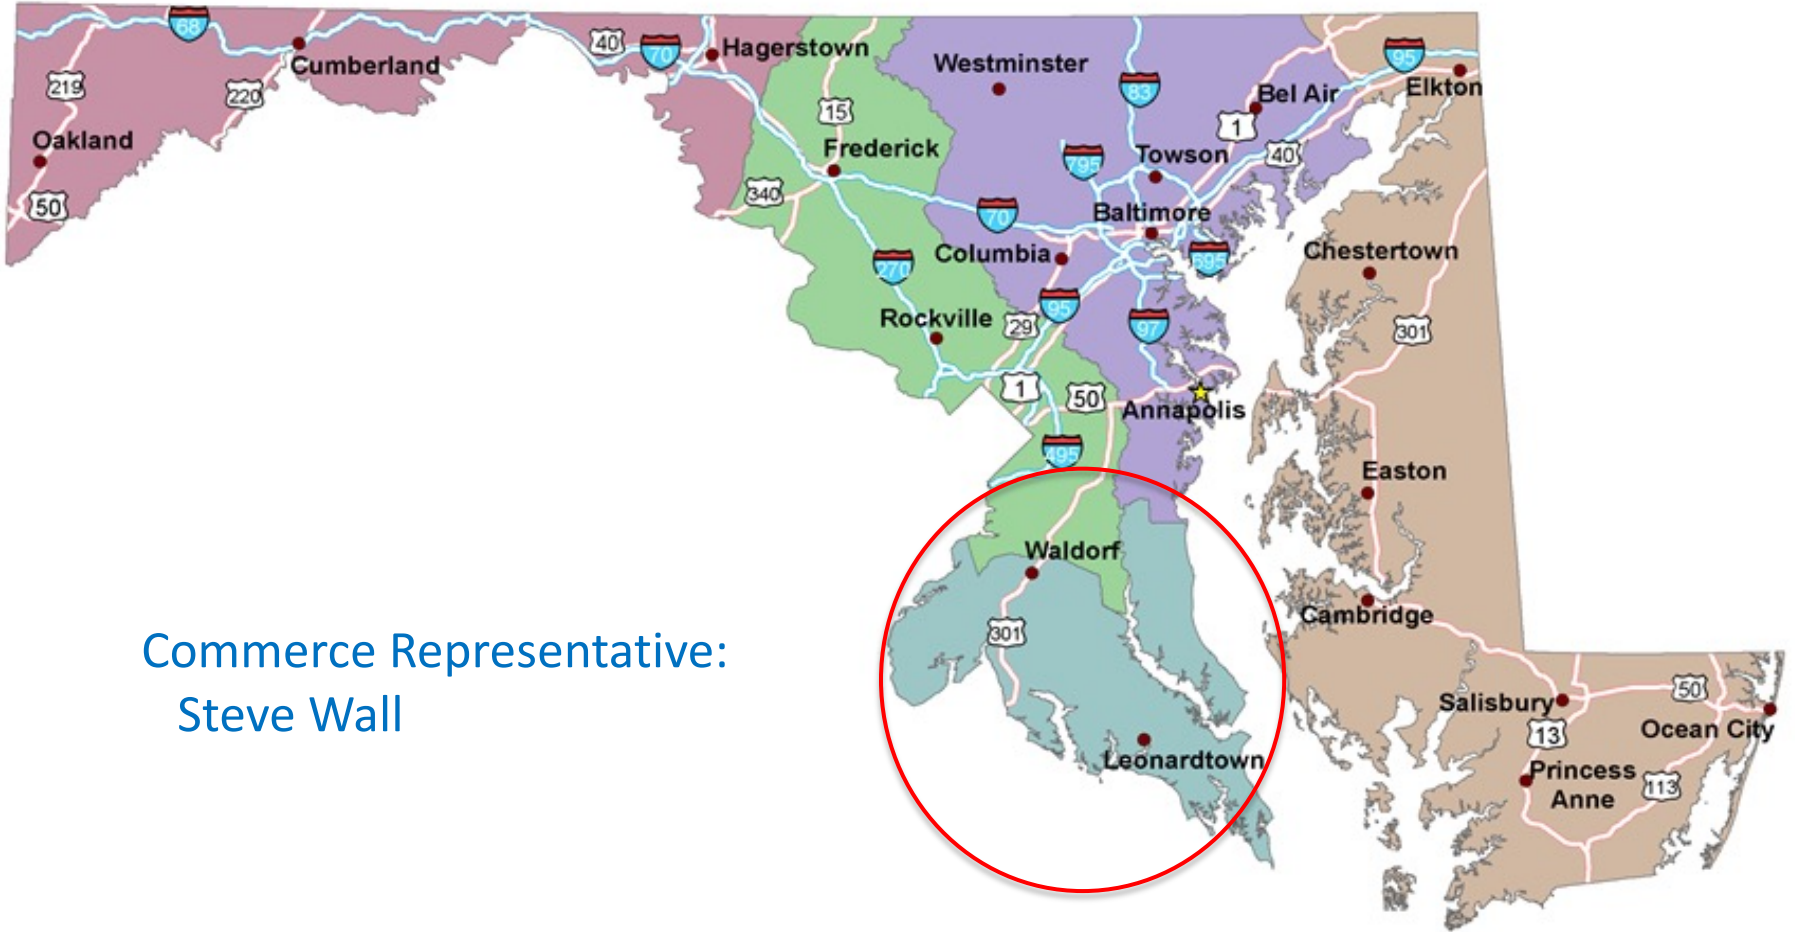 68
40
70
Hagerstown
Cumberland
219
220
Oakland
50
15
Frederick
340
Westminster
83
95
Elkton
Bel Air
1
40
795
Towson
70
Baltimore
Columbia
695
270
95
97
Rockville
29
1
50
Annapolis
495
Chestertown
301
Easton
Waldorf
301
Cambridge
Leonardtown
Salisbury
50
13
Ocean City
Princess
Anne
113
Commerce Representative:
Steve Wall